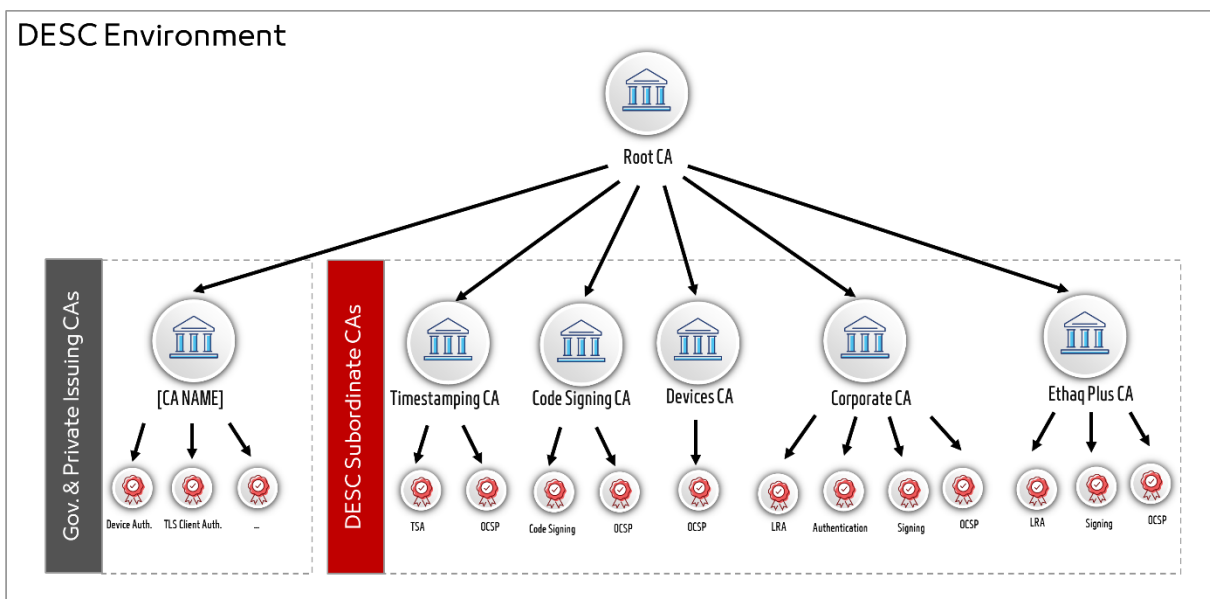 DESC Environment
Root CA
Gov. & Private Issuing CAs
[CA NAME]
Device Auth.
TLS Client Auth.
...
DESC Subordinate CAs
Timestamping CA
Code Signing CA
Devices CA
Corporate CA
Ethaq Plus CA
TSA
OCSP
Code Signing
OCSP
OCSP
LRA
Authentication
Signing
OCSP
LRA
Signing
OCSP